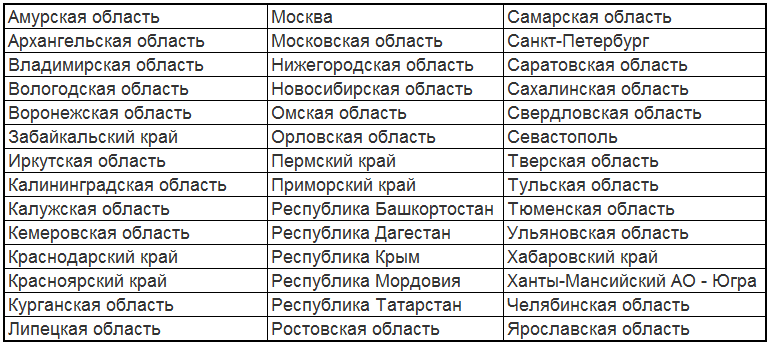 Амурская область Москва Самарская область
Архангельская область Московская область Санкт-Петербург
Владимирская область Нижегородская область Саратовская область
Вологодская область Новосибирская область Сахалинская область
Воронежская область Омская область Свердловская область
Забайкальский край Орловская область Севастополь
Иркутская область Пермский край Тверская область
Калининградская область Приморский край Тульская область
Калужская область Республика Башкортостан Тюменская область
Кемеровская область Республика Дагестан Ульяновская область
Краснодарский край Республика Крым Хабаровский край
Красноярский край Республика Мордовия Ханты-Мансийский АО - Югра
Курганская область Республика Татарстан Челябинская область
Липецкая область Ростовская область Ярославская область